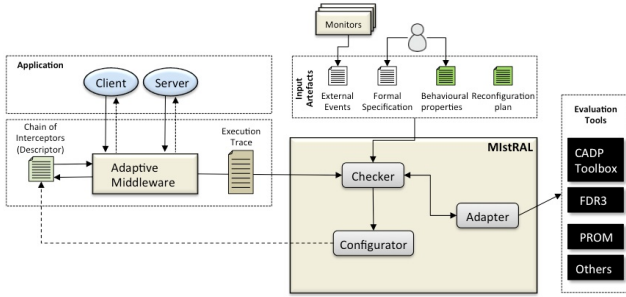 Monitors
Application
Client
Server
Input
Artefacts
External
Events
Formal
Specification
Behavioural
properties
Reconfiguration
plan
Chain of
Interceptors
(Descriptor)
Adaptive
Middleware
Execution
Trace
MIstRAL
Checker
Adapter
Configurator
Evaluation
Tools
CADP
Toolbox
FDR3
PROM
Others